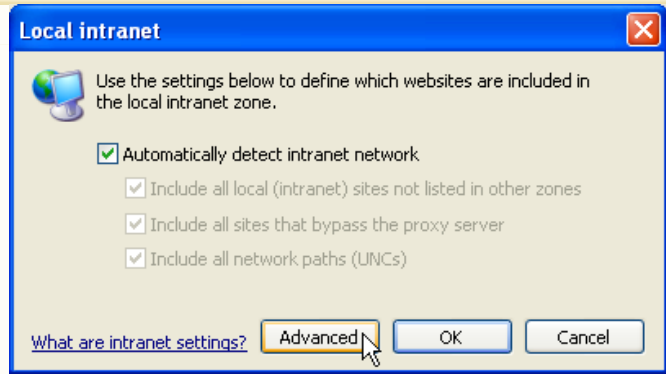 Local intranet
Use the settings below to define which websites are included in
the local intranet zone.
Automatically detect intranet network
Include all local (intranet) sites not listed in other zones
Include all sites that bypass the proxy server
Include all network paths (UNCs)
What are intranet settings? Advanced OK Cancel